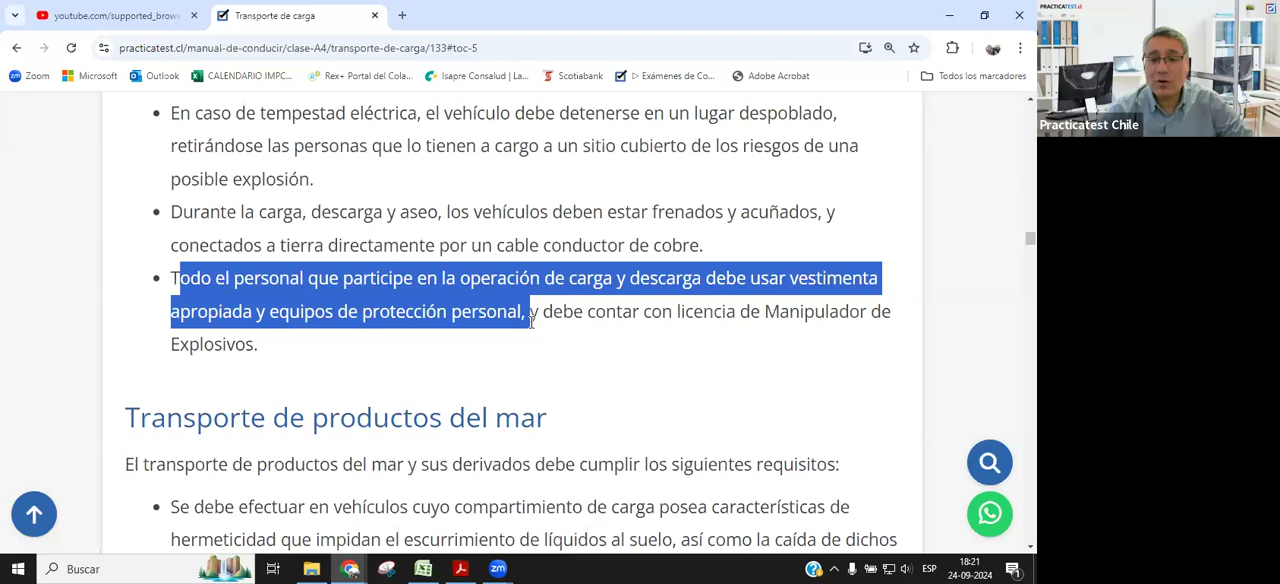 youtube.com/supported_brows
Transporte de carga
practicatest.cl/manual-de-conducir/clase-A4/transporte-de-carga/133#toc-5
Zoom
Microsoft
Outlook
CALENDARIO IMPC...
Rex+ Portal del Cola...
Isapre Consalud | La...
Scotiabank
Exámenes de Co...
Adobe Acrobat
Todos los marcadores
En caso de tempestad eléctrica, el vehículo debe detenerse en un lugar despoblado,
retirándose las personas que lo tienen a cargo a un sitio cubierto de los riesgos de una
posible explosión.
Durante la carga, descarga y aseo, los vehículos deben estar frenados y acuñados, y
conectados a tierra directamente por un cable conductor de cobre.
Todo el personal que participe en la operación de carga y descarga debe usar vestimenta
apropiada y equipos de protección personal, y debe contar con licencia de Manipulador de
Explosivos.
Transporte de productos del mar
El transporte de productos del mar y sus derivados debe cumplir los siguientes requisitos:
Se debe efectuar en vehículos cuyo compartimiento de carga posea características de
hermeticidad que impidan el escurrimiento de líquidos al suelo, así como la caída de dichos
PRACTICATEST.cl
Practicatest Chile
Buscar
zm
ESP
18:21
24-09-2024